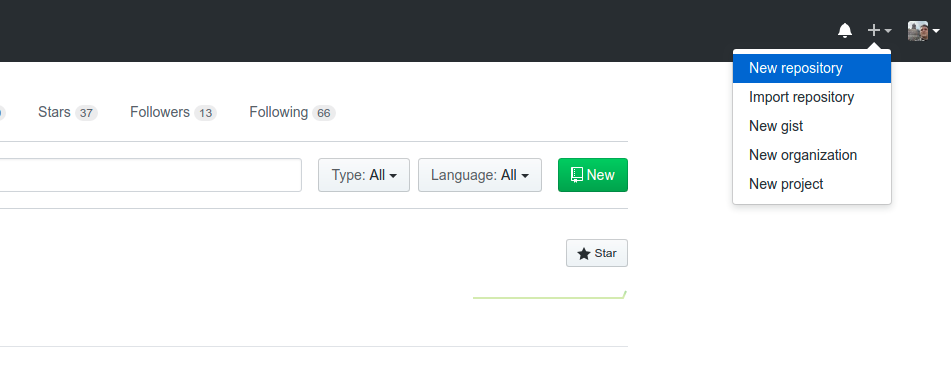 New repository
Import repository
New gist
New organization
New project
Stars 37 Followers 13 Following 66
Type: All Language: All New
Star